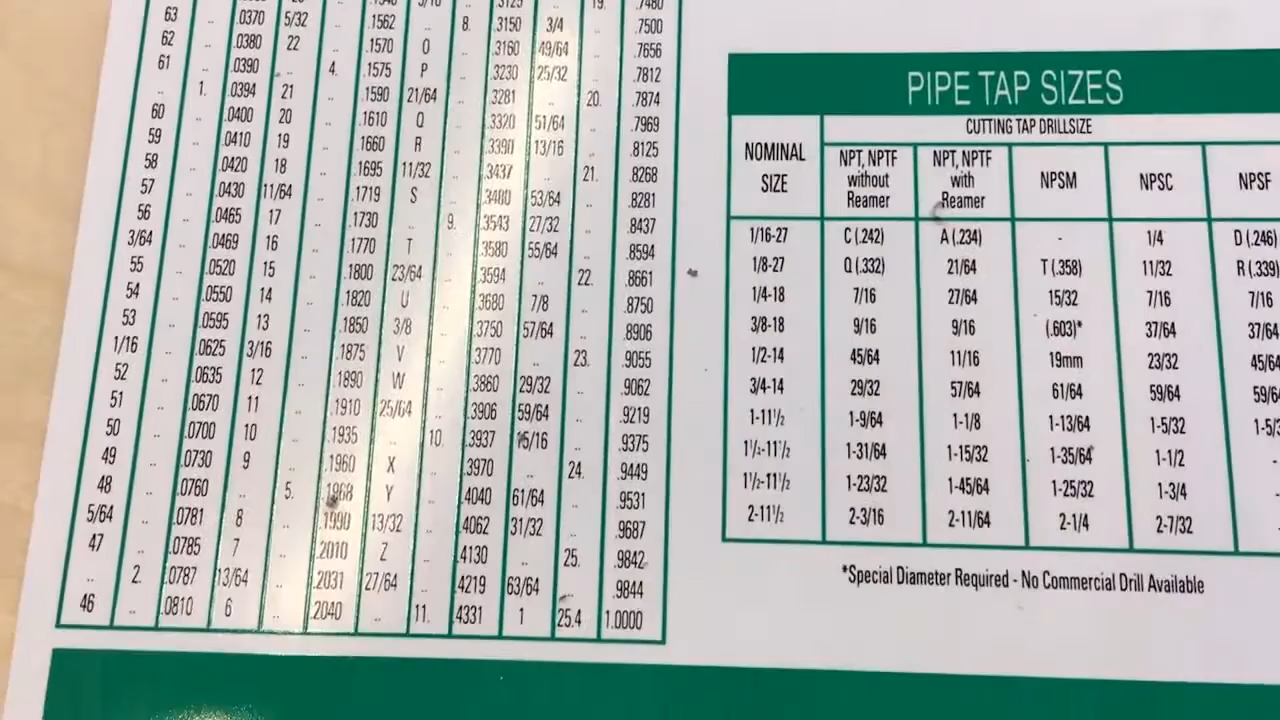 19. .7480
63 .. .0370 5/32 .. .1562 .. 8. .3150 3/4 .. .7500
62 .. .0380 22 .. .1570 O .. .3160 49/64 .. .7656
61 .. .0390 .. 4. .1575 P .. .3230 25/32 .. .7812
.. 1. .0394 21 .. .1590 21/64 .. .3281 .. 20. .7874
60 .. .0400 20 .. .1610 Q .. .3320 51/64 .. .7969
59 .. .0410 19 .. .1660 R .. .3390 13/16 .. .8125
58 .. .0420 18 .. .1695 11/32 .. .3437 .. 21. .8268
57 .. .0430 11/64 .. .1719 S .. .3480 53/64 .. .8281
56 .. .0465 17 .. .1730 .. 9. .3543 27/32 .. .8437
3/64 .. .0469 16 .. .1770 T .. .3580 55/64 .. .8594
55 .. .0520 15 .. .1800 23/64 .. .3594 .. 22. .8661
54 .. .0550 14 .. .1820 U .. .3680 7/8 .. .8750
53 .. .0595 13 .. .1850 3/8 .. .3750 57/64 .. .8906
1/16 .. .0625 3/16 .. .1875 V .. .3770 .. 23. .9055
52 .. .0635 12 .. .1890 W .. .3860 29/32 .. .9062
51 .. .0670 11 .. .1910 25/64 .. .3906 59/64 .. .9219
50 .. .0700 10 .. .1935 .. 10. .3937 15/16 .. .9375
49 .. .0730 9 .. .1960 X .. .3970 .. 24. .9449
48 .. .0760 .. 5. .1968 Y .. .4040 61/64 .. .9531
5/64 .. .0781 8 .. .1990 13/32 .. .4062 31/32 .. .9687
47 .. .0785 7 .. .2010 Z .. .4130 .. 25. .9842
.. 2. .0787 13/64 .. .2031 27/64 .. .4219 63/64 .. .9844
46 .. .0810 6 .. .2040 .. 11. .4331 1 25.4 1.0000
PIPE TAP SIZES
CUTTING TAP DRILLSIZE
NOMINAL SIZE
NPT, NPTF without Reamer
NPT, NPTF with Reamer
NPSM
NPSC
NPSF
1/16-27 C (.242) A (.234) - 1/4 D (.246)
1/8-27 Q (.332) 21/64 T (.358) 11/32 R (.339)
1/4-18 7/16 27/64 15/32 7/16 7/16
3/8-18 9/16 9/16 (.603)* 37/64 37/64
1/2-14 45/64 11/16 19mm 23/32 45/64
3/4-14 29/32 57/64 61/64 59/64
1-11½ 1-9/64 1-1/8 1-13/64 1-5/32
1½-11½ 1-31/64 1-15/32 1-35/64 1-1/2 -
1½-11½ 1-23/32 1-45/64 1-25/32 1-3/4 -
2-11½ 2-3/16 2-11/64 2-1/4 2-7/32 -
*Special Diameter Required - No Commercial Drill Available